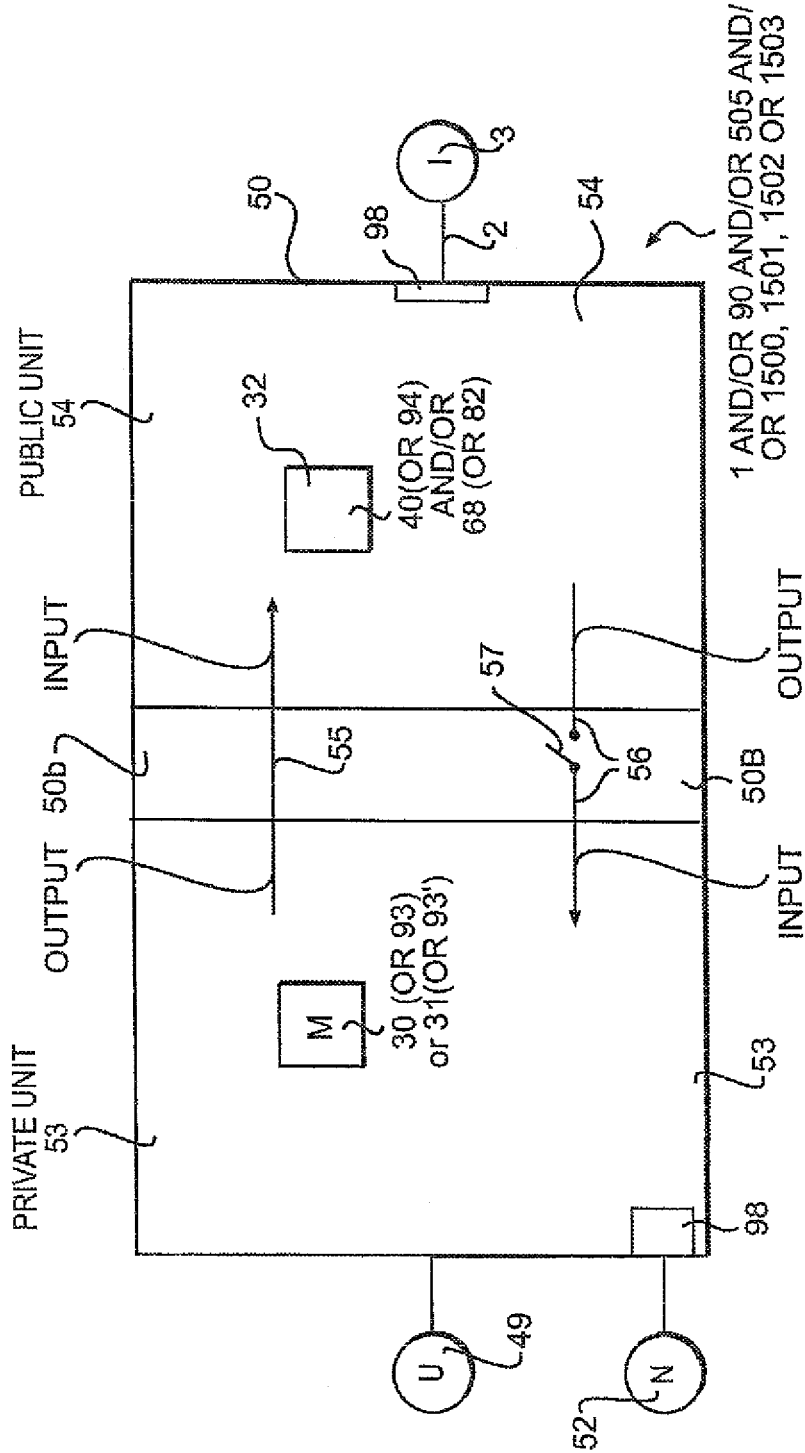 PRIVATE UNIT
53
PUBLIC UNIT
54
OUTPUT
50b
INPUT
32
50
98
I
3
2
55
M
30 (OR 93)
or 31(OR 93')
40(OR 94)
AND/OR
68 (OR 82)
57
56
54
U
49
N
52
98
53
INPUT
50B
OUTPUT
1 AND/OR 90 AND/OR 505 AND/
OR 1500, 1501, 1502 OR 1503